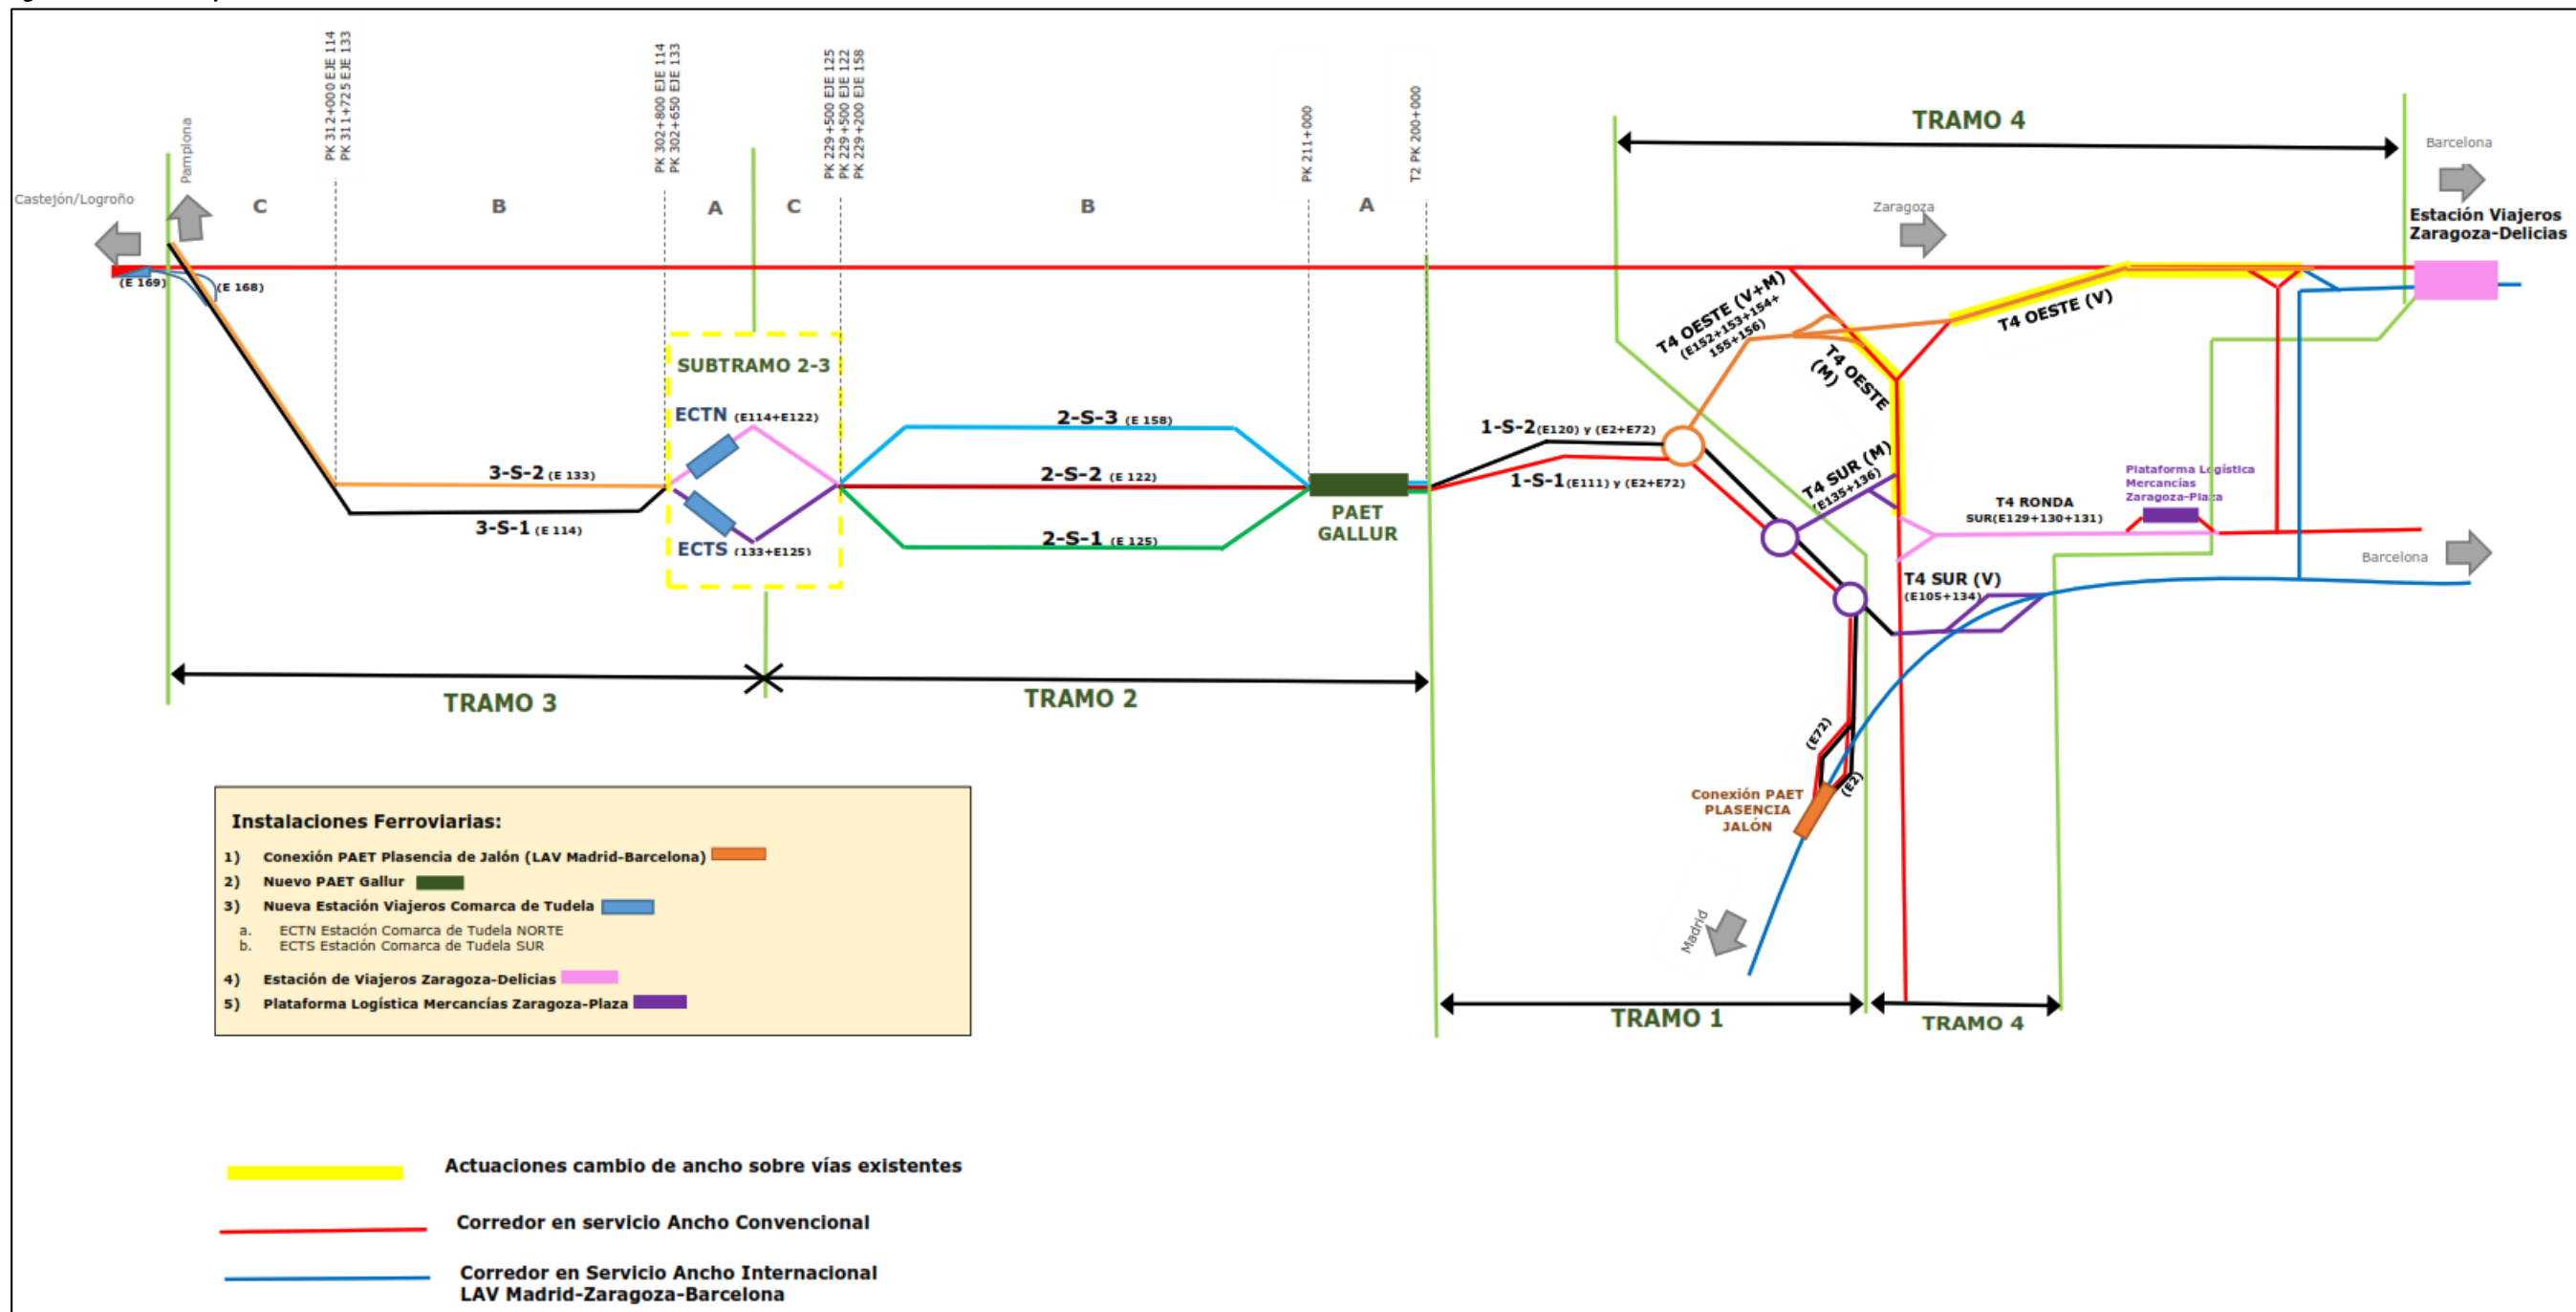 PK 312+000 EJE 114
PK 311+725 EJE 133
PK 302+800 EJE 114
PK 302+650 EJE 133
PK 229+500 EJE 125
PK 229+500 EJE 122
PK 229+200 EJE 158
PK 211+000
T2 PK 200+000
TRAMO 4
Barcelona
Pamplona
Castejón/Logroño
C
B
A
C
B
A
Zaragoza
Estación Viajeros
Zaragoza-Delicias
(E 169)
(E 168)
T4 OESTE (V+M)
(E152+153+154+
155+156)
T4 OESTE (V)
T4 OESTE
(M)
SUBTRAMO 2-3
ECTN (E114+E122)
ECTS (133+E125)
3-S-2 (E 133)
3-S-1 (E 114)
2-S-3 (E 158)
2-S-2 (E 122)
2-S-1 (E 125)
PAET
GALLUR
1-S-2(E120) y (E2+E72)
1-S-1(E111) y (E2+E72)
T4 SUR (M)
(E135+136)
Plataforma Logística
Mercancías
Zaragoza-Plaza
T4 RONDA
SUR(E129+130+131)
Barcelona
T4 SUR (V)
(E105+134)
TRAMO 3
TRAMO 2
(E72)
(E2)
Conexión PAET
PLASENCIA
JALÓN
Madrid
TRAMO 1
TRAMO 4
Instalaciones Ferroviarias:
1) Conexión PAET Plasencia de Jalón (LAV Madrid-Barcelona)
2) Nuevo PAET Gallur
3) Nueva Estación Viajeros Comarca de Tudela
a. ECTN Estación Comarca de Tudela NORTE
b. ECTS Estación Comarca de Tudela SUR
4) Estación de Viajeros Zaragoza-Delicias
5) Plataforma Logística Mercancías Zaragoza-Plaza
Actuaciones cambio de ancho sobre vías existentes
Corredor en servicio Ancho Convencional
Corredor en Servicio Ancho Internacional
LAV Madrid-Zaragoza-Barcelona